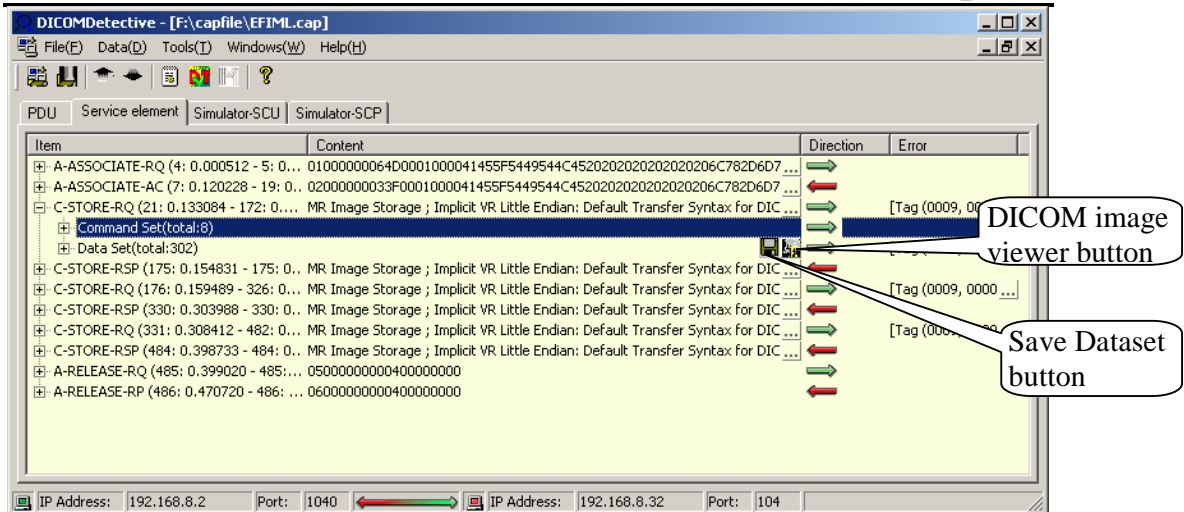 DICOMDetective - [F:\capfile\EFIML.cap]
File(F) Data(D) Tools(T) Windows(W) Help(H)
PDU Service element Simulator-SCU Simulator-SCP
Item Content Direction Error
A-ASSOCIATE-RQ (4: 0.000512 - 5: 0... 01000000064D0001000041455F5449544C4520202020202020206C782D6D7 ...
A-ASSOCIATE-AC (7: 0.120228 - 19: 0.. 02000000033F0001000041455F5449544C4520202020202020206C782D6D7 ...
C-STORE-RQ (21: 0.133084 - 172: 0.... MR Image Storage ; Implicit VR Little Endian: Default Transfer Syntax for DIC ... [Tag (0009, 00
Command Set(total:8)
DICOM image viewer button
Data Set(total:302)
C-STORE-RSP (175: 0.154831 - 175: 0.. MR Image Storage ; Implicit VR Little Endian: Default Transfer Syntax for DIC ...
C-STORE-RQ (176: 0.159489 - 326: 0... MR Image Storage ; Implicit VR Little Endian: Default Transfer Syntax for DIC ... [Tag (0009, 0000 ...
C-STORE-RSP (330: 0.303988 - 330: 0.. MR Image Storage ; Implicit VR Little Endian: Default Transfer Syntax for DIC ...
C-STORE-RQ (331: 0.308412 - 482: 0... MR Image Storage ; Implicit VR Little Endian: Default Transfer Syntax for DIC ... [Tag
C-STORE-RSP (484: 0.398733 - 484: 0.. MR Image Storage ; Implicit VR Little Endian: Default Transfer Syntax for DIC ...
Save Dataset button
A-RELEASE-RQ (485: 0.399020 - 485:... 05000000000400000000
A-RELEASE-RP (486: 0.470720 - 486: ... 06000000000400000000
IP Address: 192.168.8.2 Port: 1040 IP Address: 192.168.8.32 Port: 104